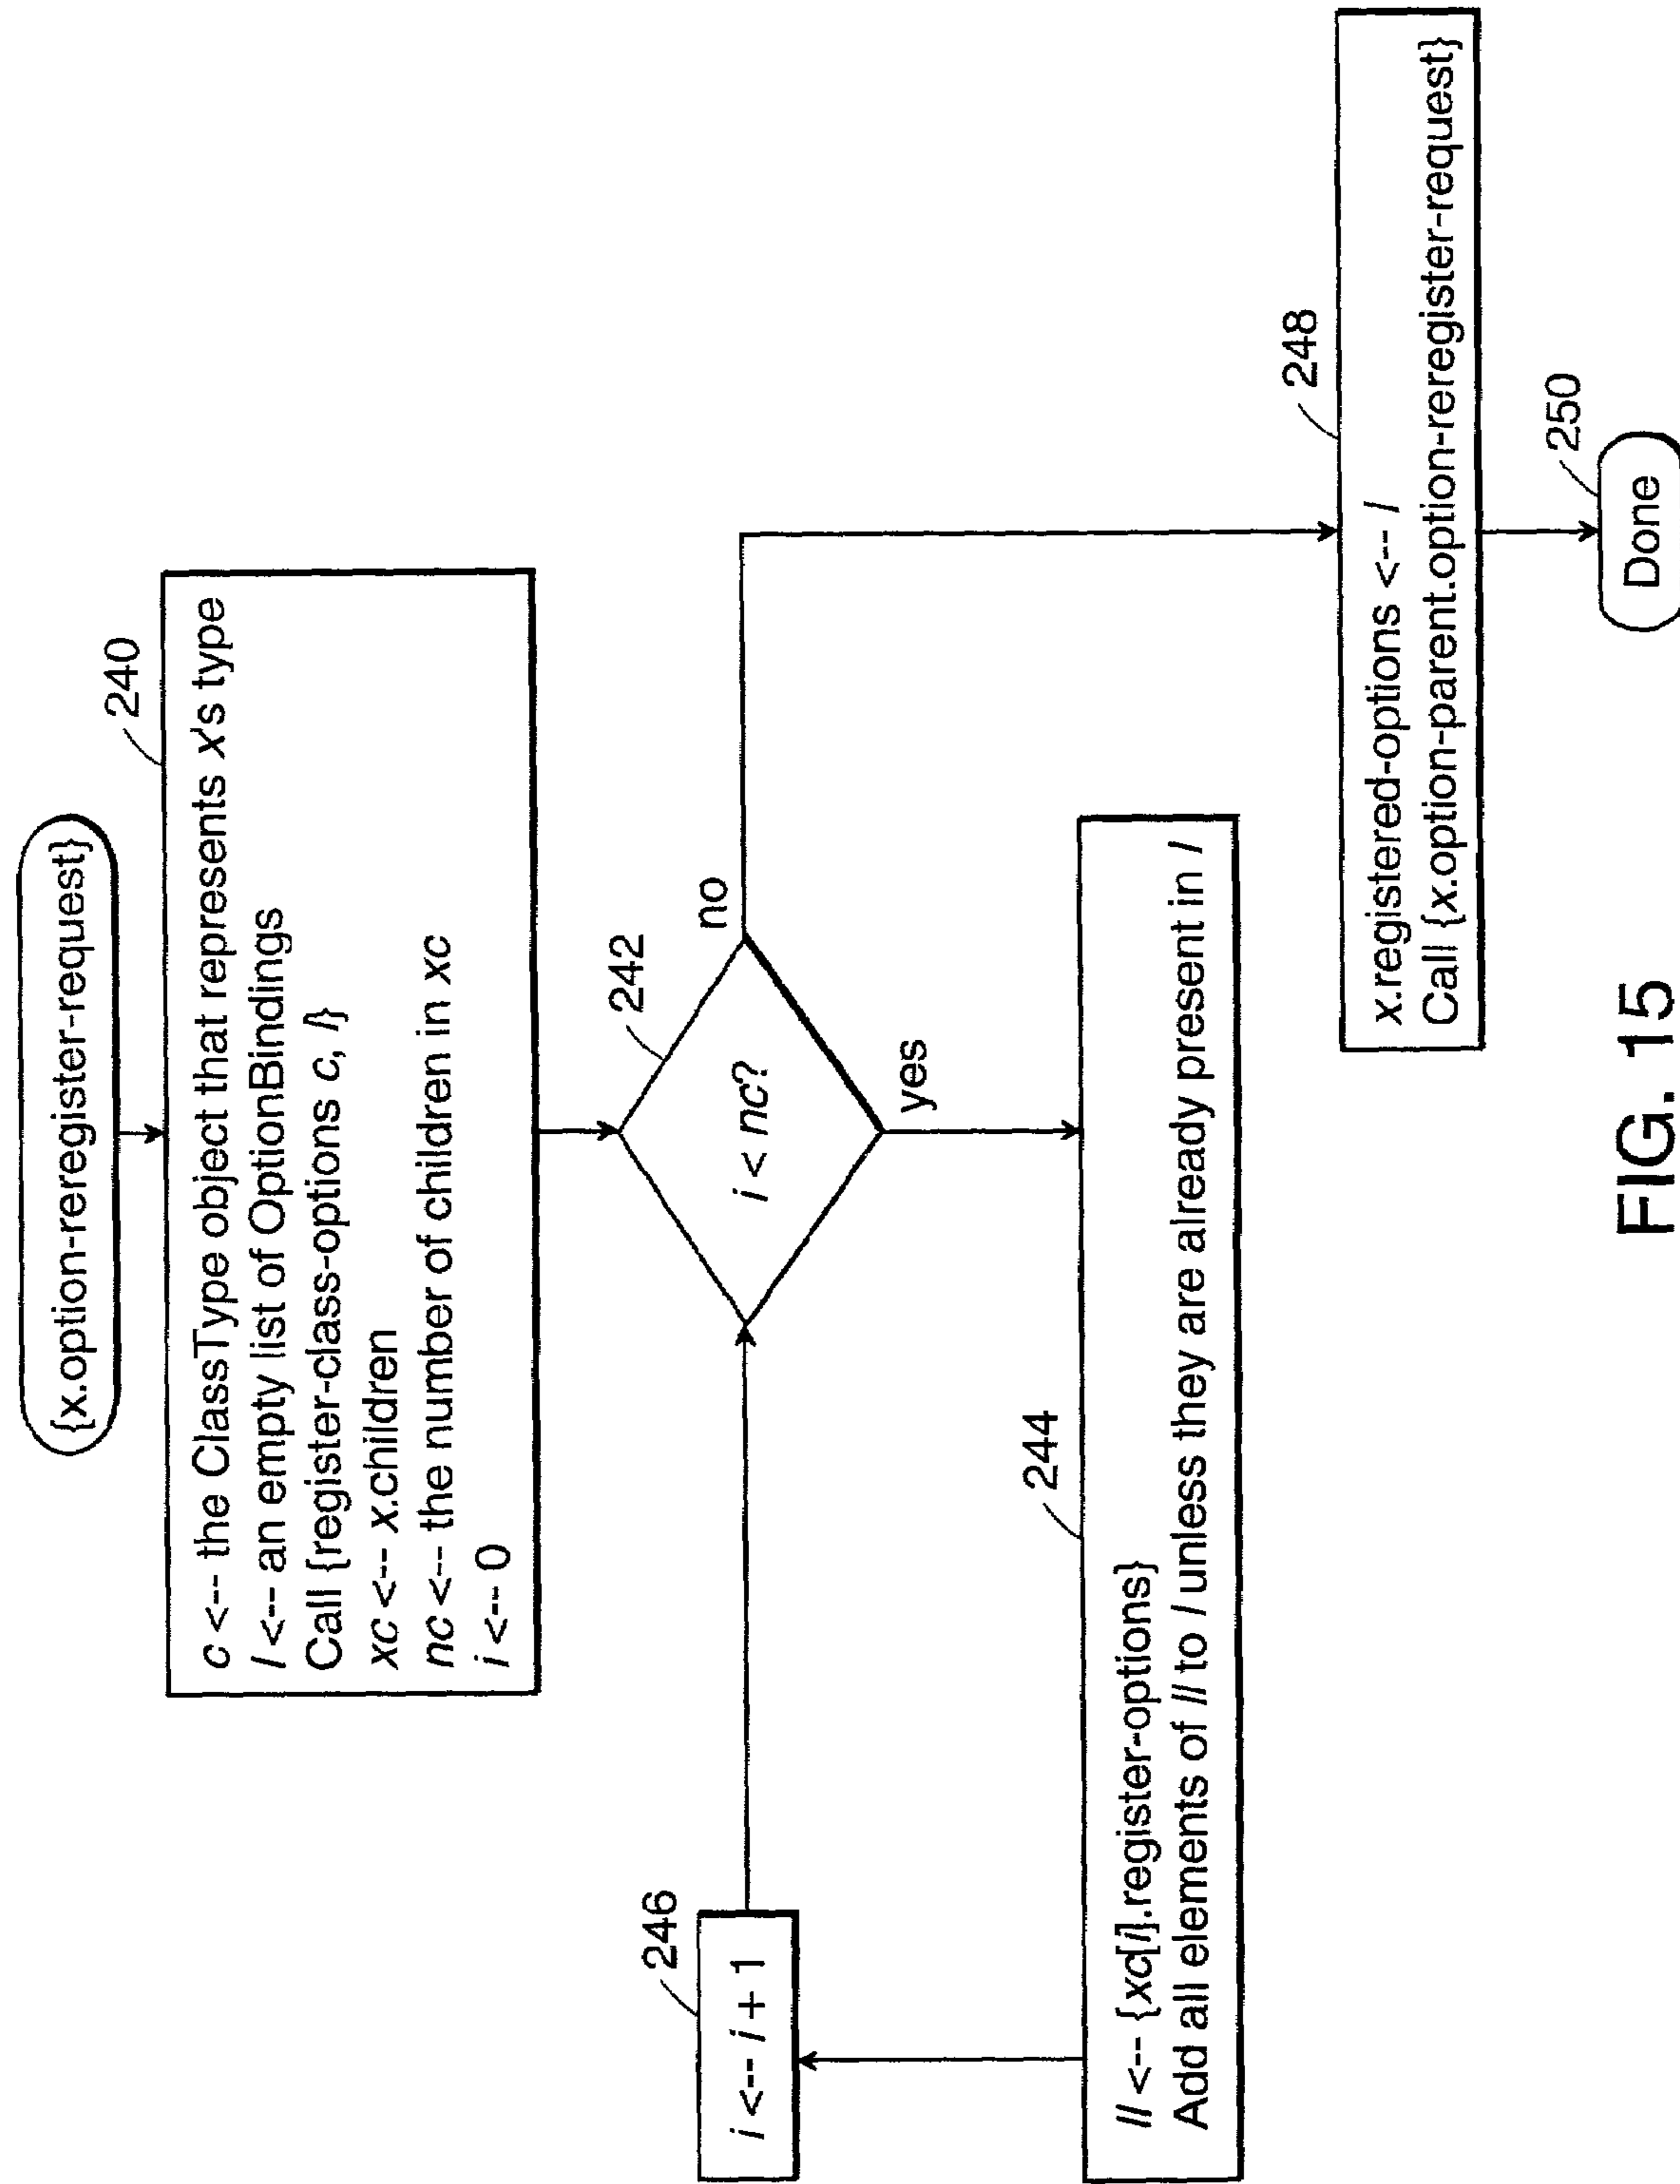 {x.option-reregister-request}
240
c <-- the ClassType object that represents x's type
l <-- an empty list of OptionBindings
Call {register-class-options c, l}
xc <-- x.children
nc <-- the number of children in xc
i <-- 0
242
i < nc?
no
yes
246
i <-- i + 1
244
ll <-- {xc[i].register-options}
Add all elements of ll to l unless they are already present in l
248
x.registered-options <-- l
Call {x.option-parent.option-reregister-request}
250
Done
FIG. 15